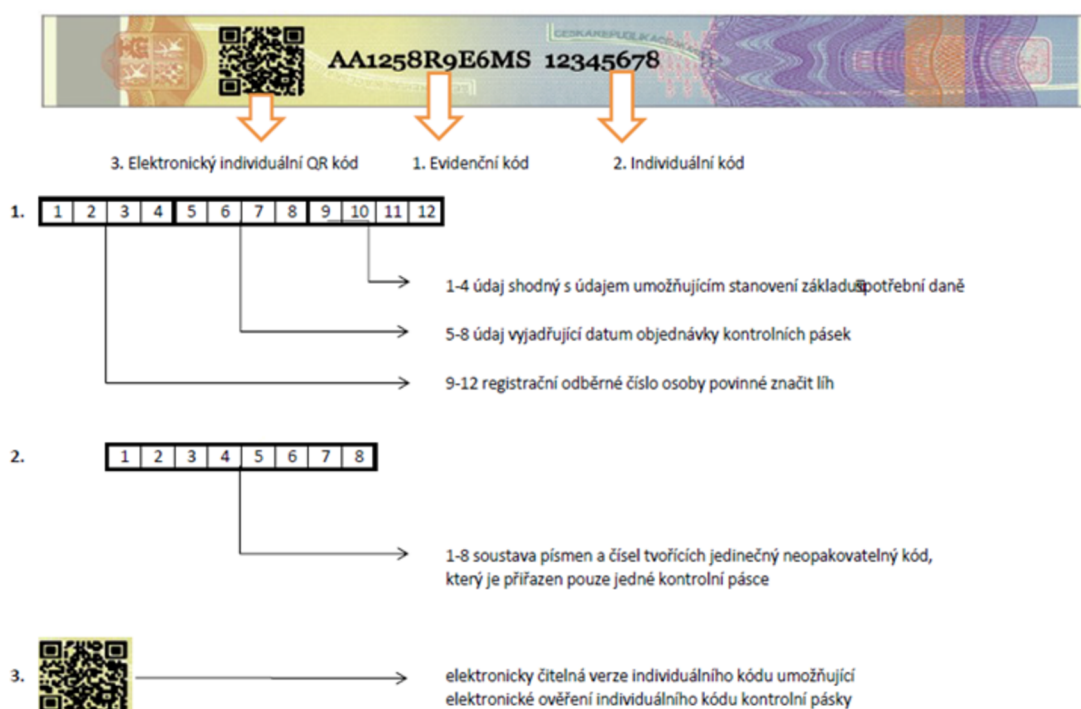 ČESKÁ REPUBLIKA
AA1258R9E6MS 12345678
3. Elektronický individuální QR kód 1. Evidenční kód 2. Individuální kód
1. 1 2 3 4 5 6 7 8 9 10 11 12
1-4 údaj shodný s údajem umožňujícím stanovení základu spotřební daně
5-8 údaj vyjadřující datum objednávky kontrolních pásek
9-12 registrační odběrné číslo osoby povinné značit líh
2. 1 2 3 4 5 6 7 8
1-8 soustava písmen a čísel tvořících jedinečný neopakovatelný kód,
který je přiřazen pouze jedné kontrolní pásce
3. elektronicky čitelná verze individuálního kódu umožňující
elektronické ověření individuálního kódu kontrolní pásky